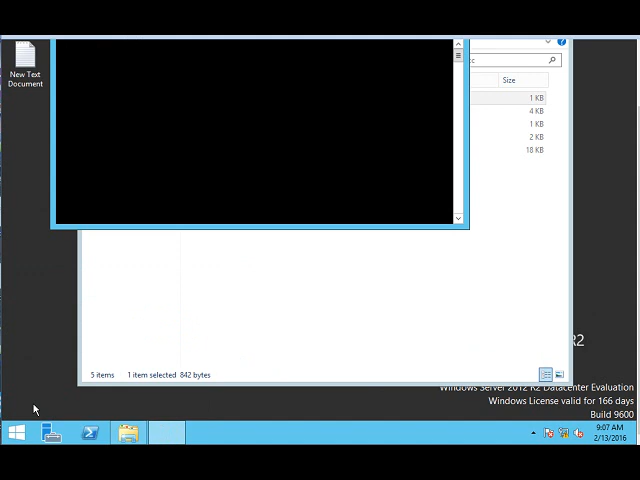 New Text
Document
cc
Size
1 KB
4 KB
1 KB
2 KB
18 KB
5 items 1 item selected 842 bytes
R2
Windows Server 2012 R2 Datacenter Evaluation
Windows License valid for 166 days
Build 9600
9:07 AM
2/13/2016